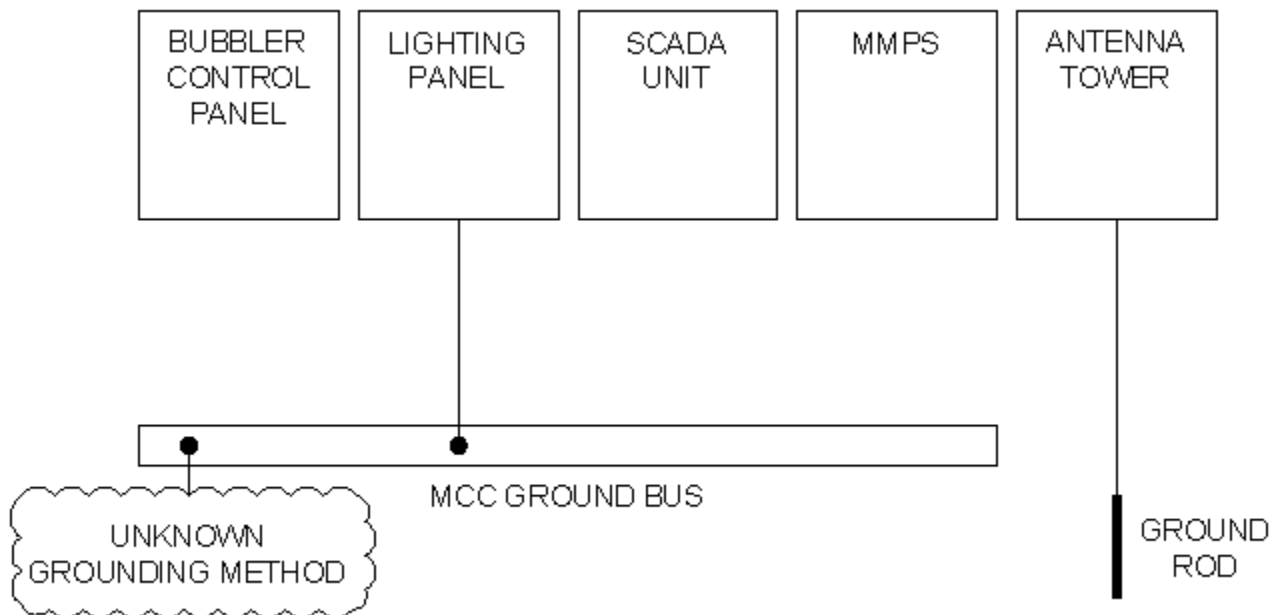 BUBBLER
CONTROL
PANEL
LIGHTING
PANEL
SCADA
UNIT
MMPS
ANTENNA
TOWER
MCC GROUND BUS
UNKNOWN
GROUNDING METHOD
GROUND
ROD